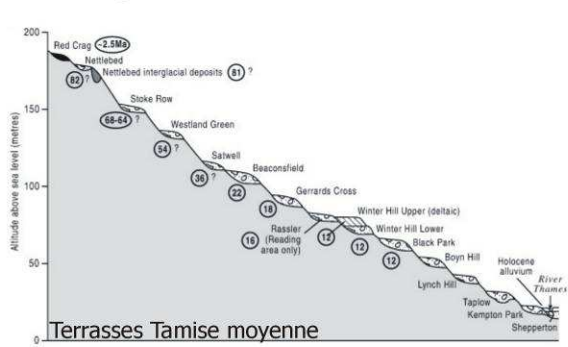 200
Red Crag
~2.5Ma
Nettlebed
82 ?
Nettlebed interglacial deposits
81 ?
150
Stoke Row
68-64 ?
Westland Green
54 ?
Satwell
36 ?
Beaconsfield
22
100
Gerrards Cross
18
Winter Hill Upper (deltaic)
Rassler
(Reading
area only)
16
12
Winter Hill Lower
12
Black Park
12
50
Boyn Hill
Lynch Hill
Holocene
alluvium
River
Thames
Taplow
Kempton Park
Shepperton
0
Altitude above sea level (metres)
Terrasses Tamise moyenne